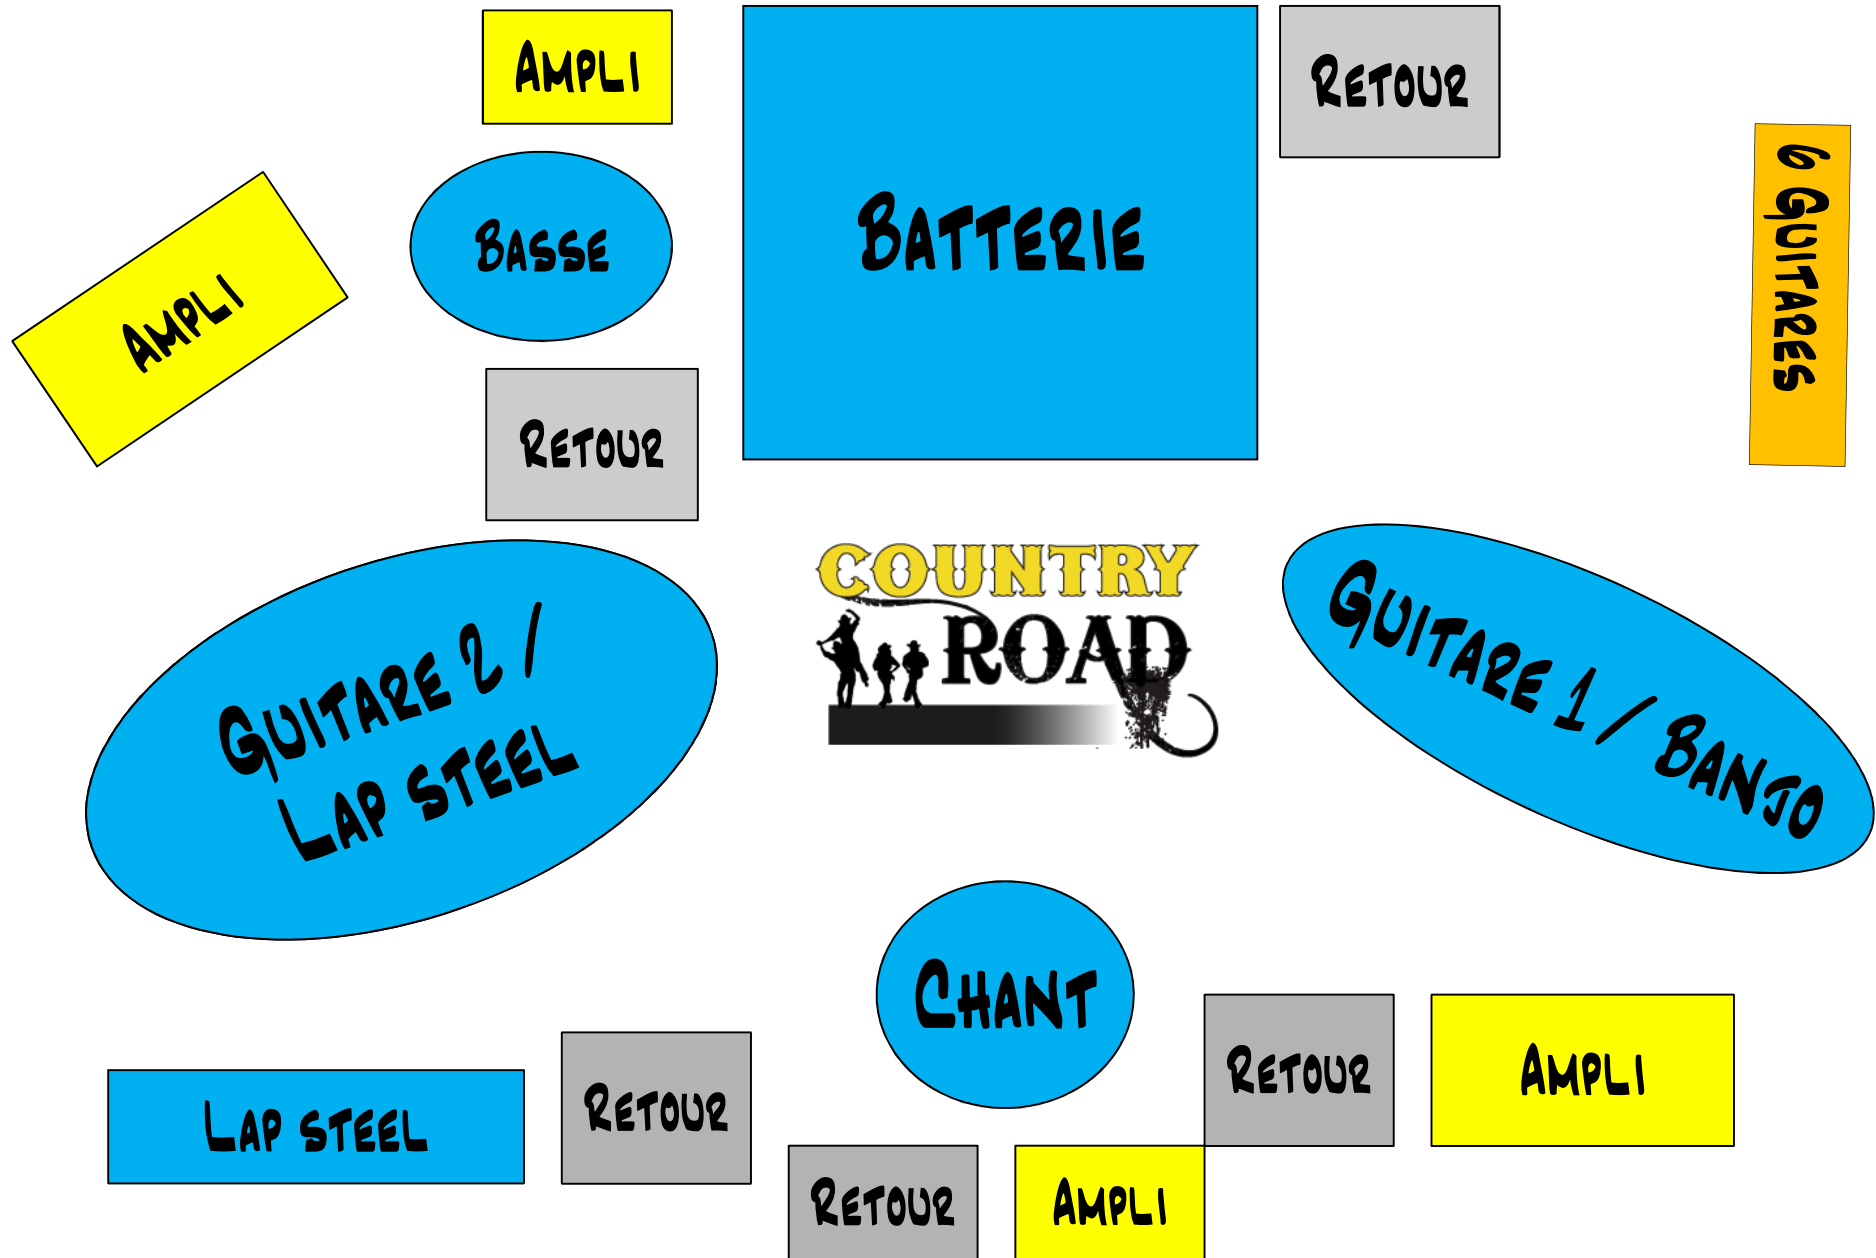 Ampli
Retour
Batterie
Basse
Ampli
6 Guitares
Retour
COUNTRY
ROAD
Guitare 2 /
Lap steel
Guitare 1 / Banjo
Chant
Retour
Ampli
Lap steel
Retour
Retour
Ampli